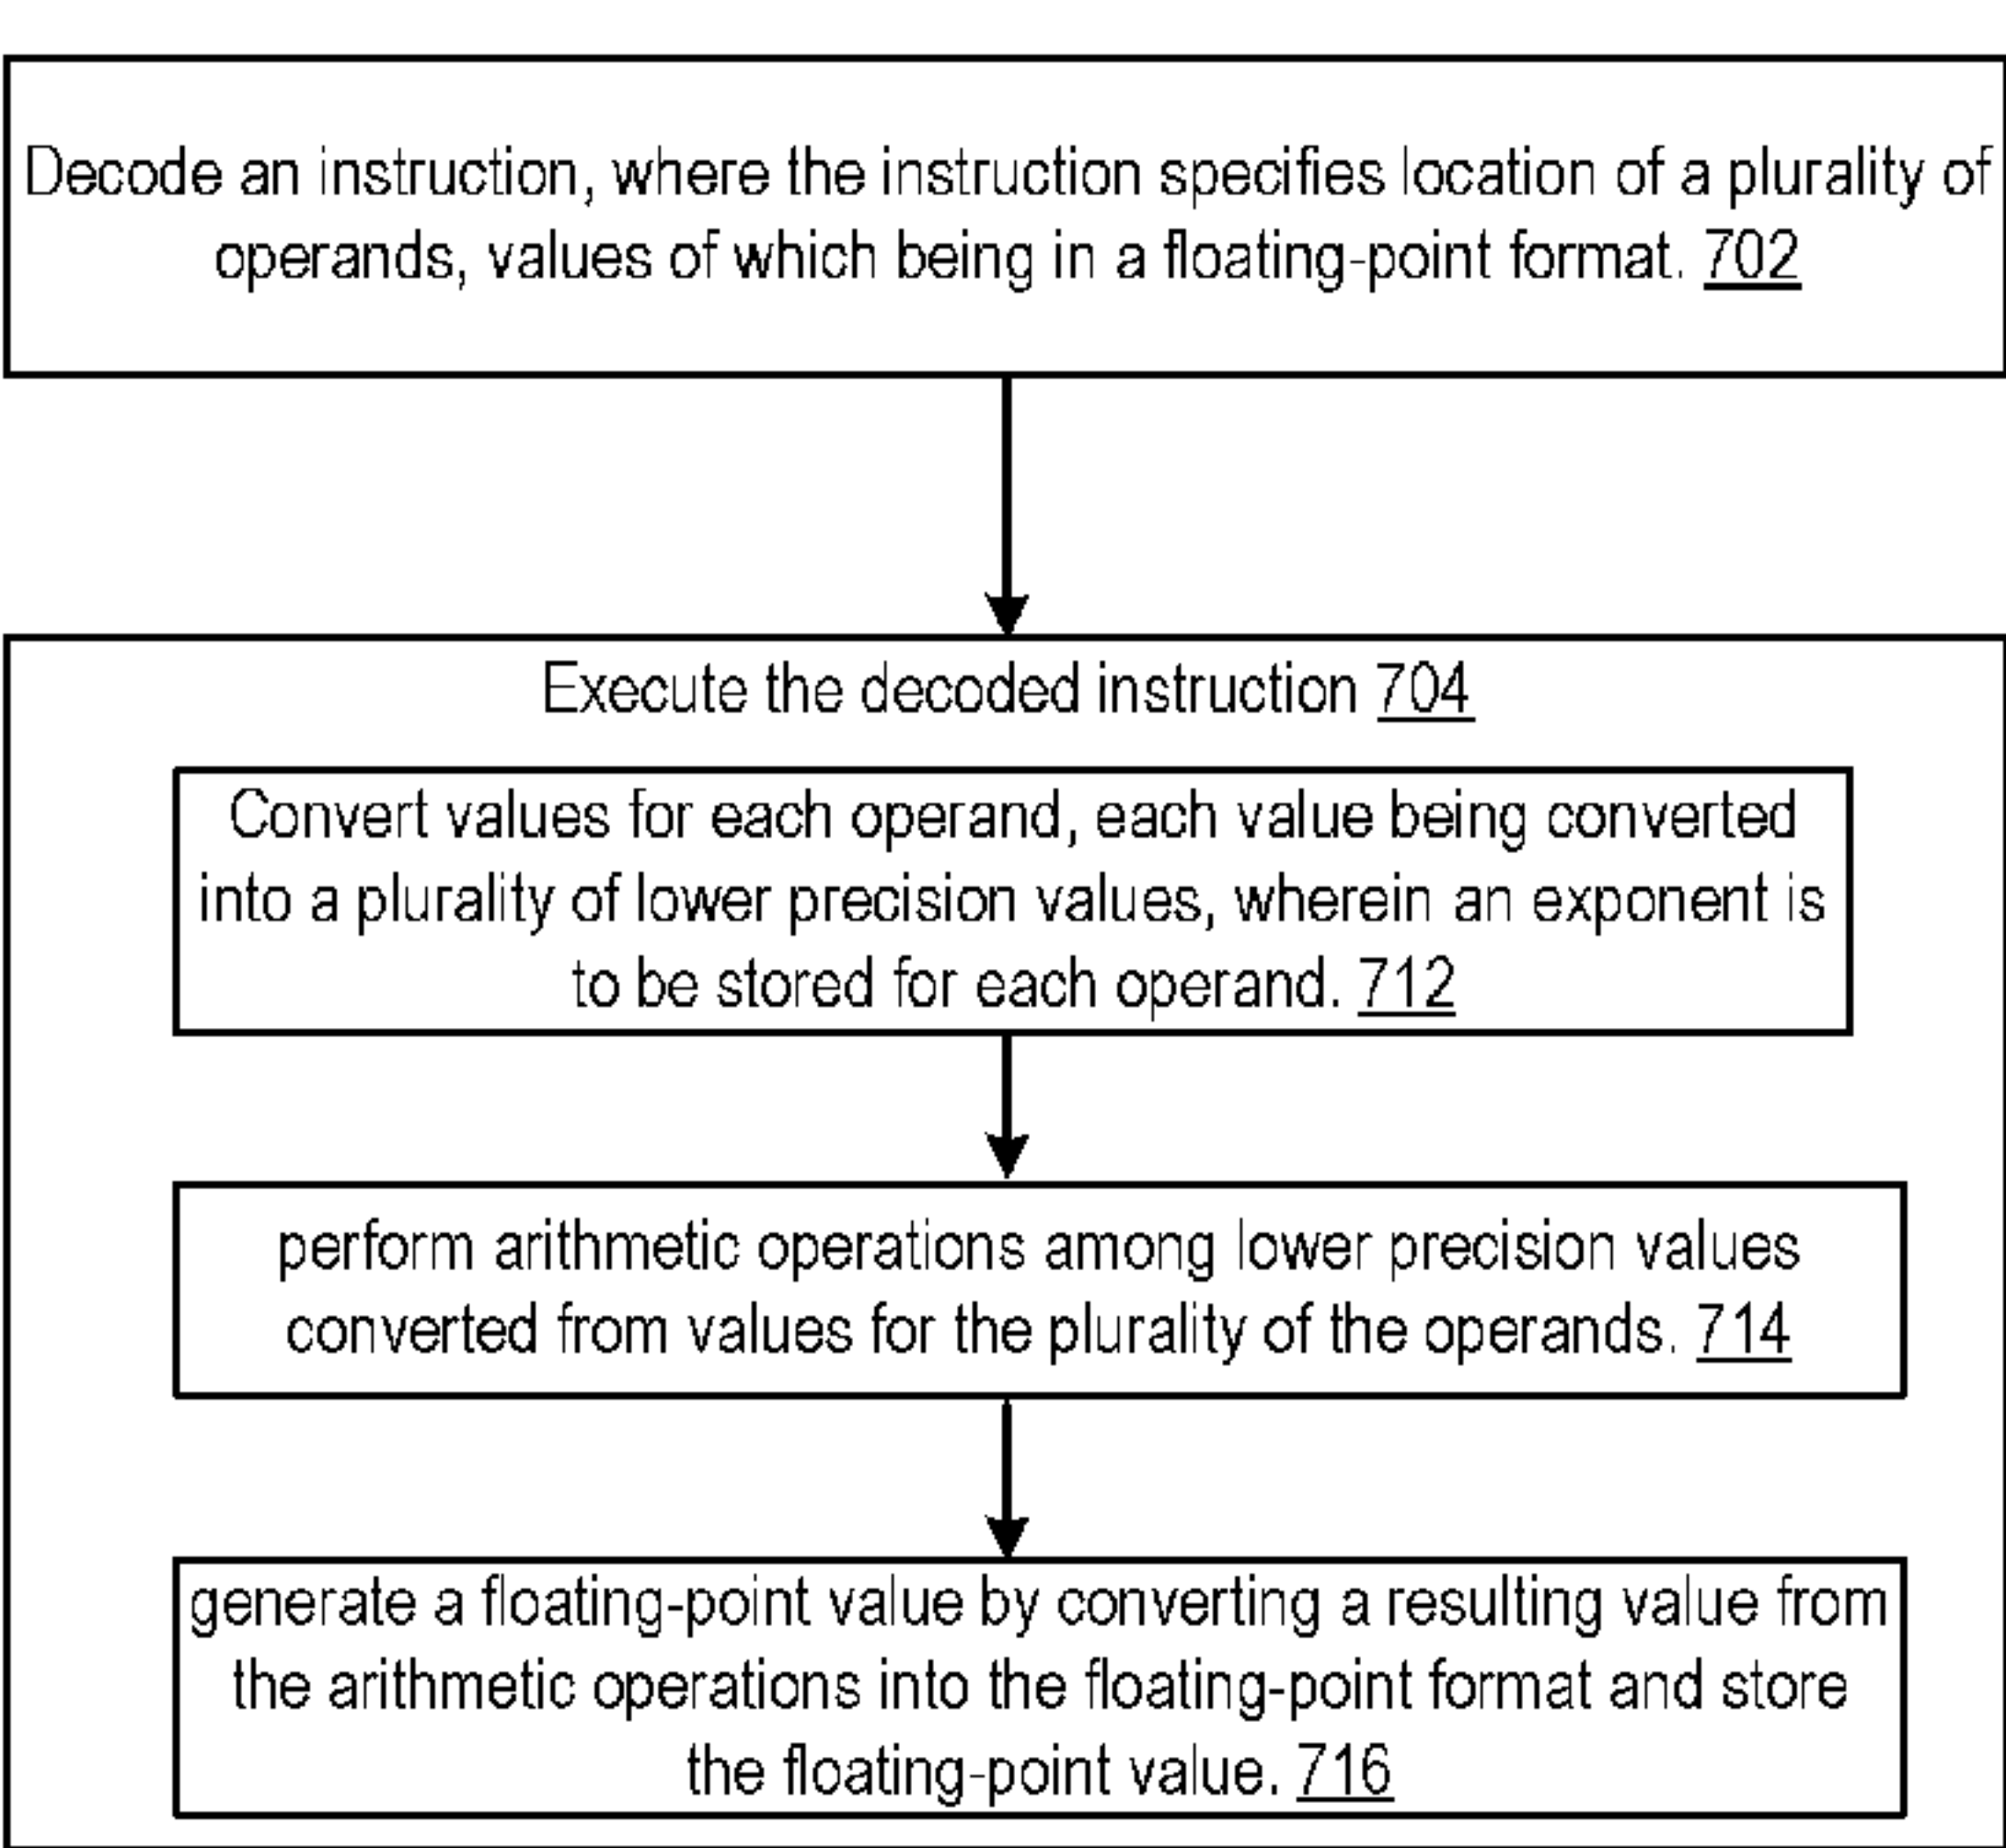 Decode an instruction, where the instruction specifies location of a plurality of
operands, values of which being in a floating-point format. 702
Execute the decoded instruction 704
Convert values for each operand, each value being converted
into a plurality of lower precision values, wherein an exponent is
to be stored for each operand. 712
perform arithmetic operations among lower precision values
converted from values for the plurality of the operands. 714
generate a floating-point value by converting a resulting value from
the arithmetic operations into the floating-point format and store
the floating-point value. 716